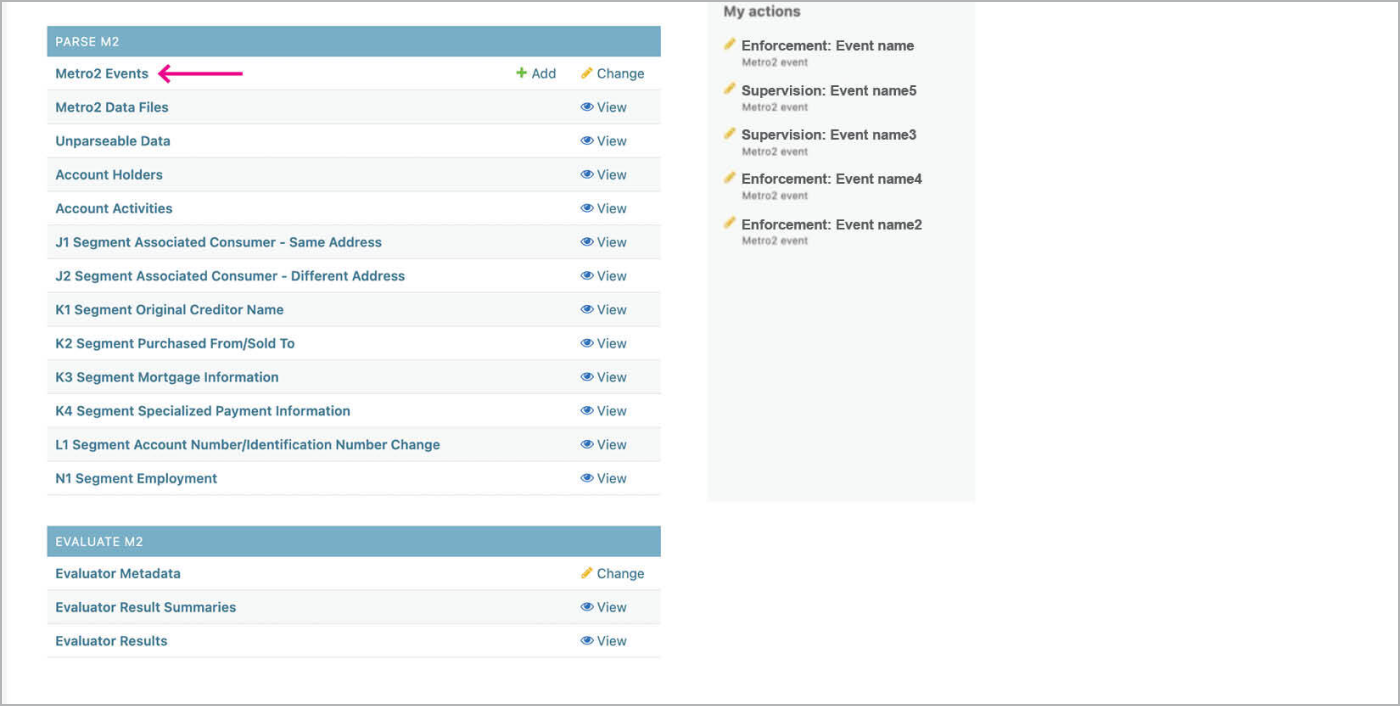 PARSE M2
Metro2 Events Add Change
Metro2 Data Files View
Unparseable Data View
Account Holders View
Account Activities View
J1 Segment Associated Consumer - Same Address View
J2 Segment Associated Consumer - Different Address View
K1 Segment Original Creditor Name View
K2 Segment Purchased From/Sold To View
K3 Segment Mortgage Information View
K4 Segment Specialized Payment Information View
L1 Segment Account Number/Identification Number Change View
N1 Segment Employment View
EVALUATE M2
Evaluator Metadata Change
Evaluator Result Summaries View
Evaluator Results View
My actions
Enforcement: Event name
Metro2 event
Supervision: Event name5
Metro2 event
Supervision: Event name3
Metro2 event
Enforcement: Event name4
Metro2 event
Enforcement: Event name2
Metro2 event